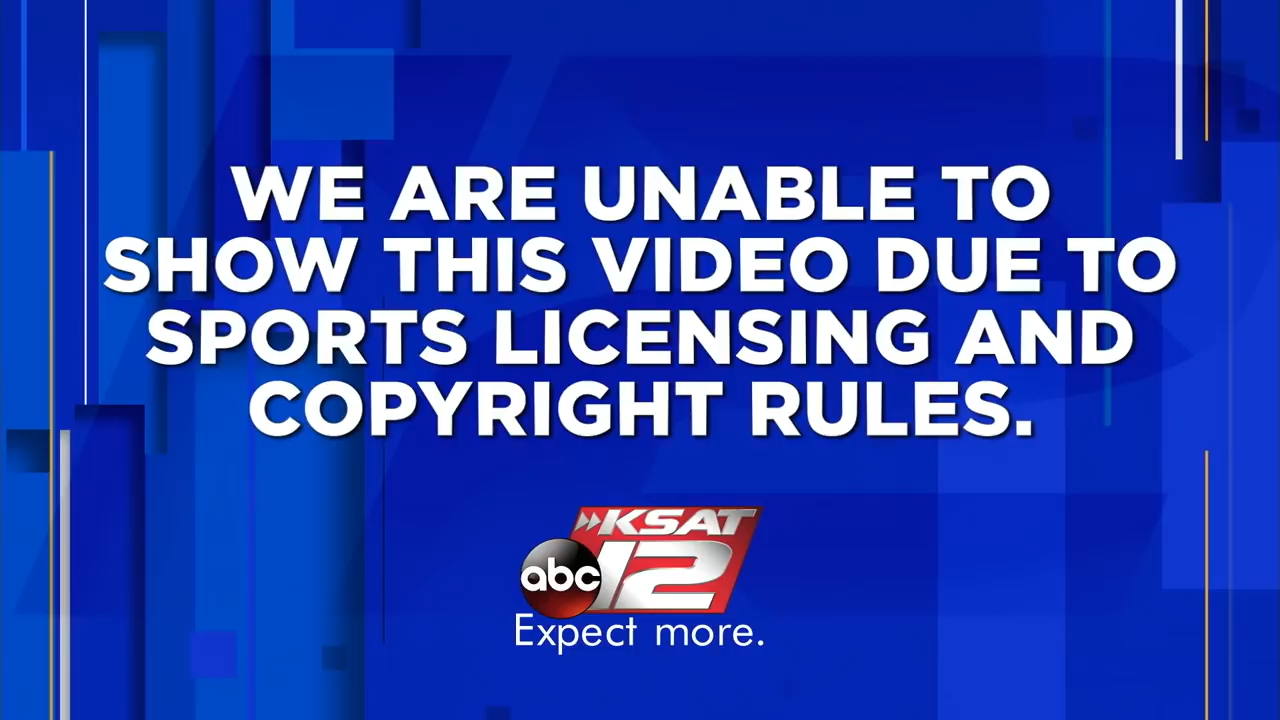 WE ARE UNABLE TO
SHOW THIS VIDEO DUE TO
SPORTS LICENSING AND
COPYRIGHT RULES.
KSAT
abc 12
Expect more.